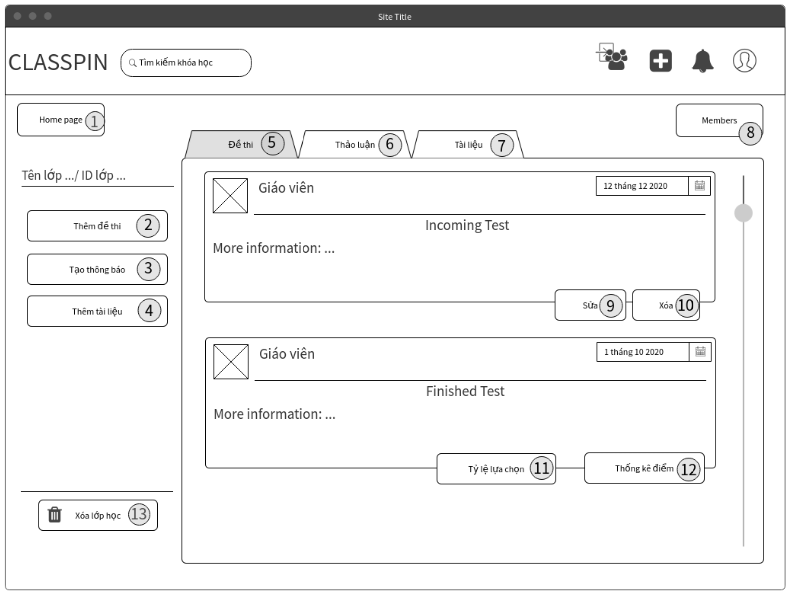 Site Title
CLASSPIN
Tìm kiếm khóa học
Home page 1
Members 8
Đề thi 5
Thảo luận 6
Tài liệu 7
Tên lớp .../ ID lớp ...
Thêm đề thi 2
Tạo thông báo 3
Thêm tài liệu 4
Giáo viên
12 tháng 12 2020
Incoming Test
More information: ...
Sửa 9
Xóa 10
Giáo viên
1 tháng 10 2020
Finished Test
More information: ...
Tỷ lệ lựa chọn 11
Thống kê điểm 12
Xóa lớp học 13